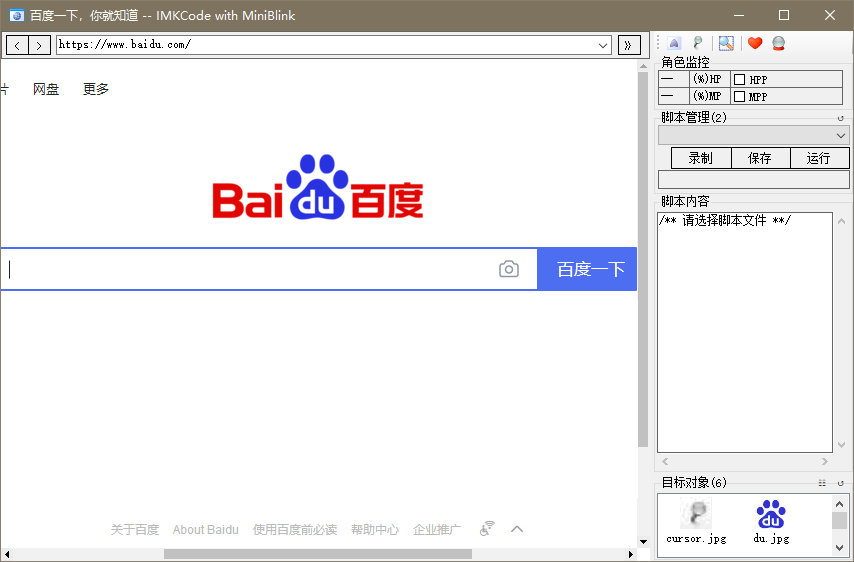 百度一下，你就知道 -- IMKCode with MiniBlink
https://www.baidu.com/
片 网盘 更多
Bai du 百度
百度一下
关于百度 About Baidu 使用百度前必读 帮助中心 企业推广
角色监控
— (%)HP HPP
— (%)MP MPP
脚本管理(2)
录制 保存 运行
脚本内容
/** 请选择脚本文件 **/
目标对象(6)
du
cursor.jpg du.jpg